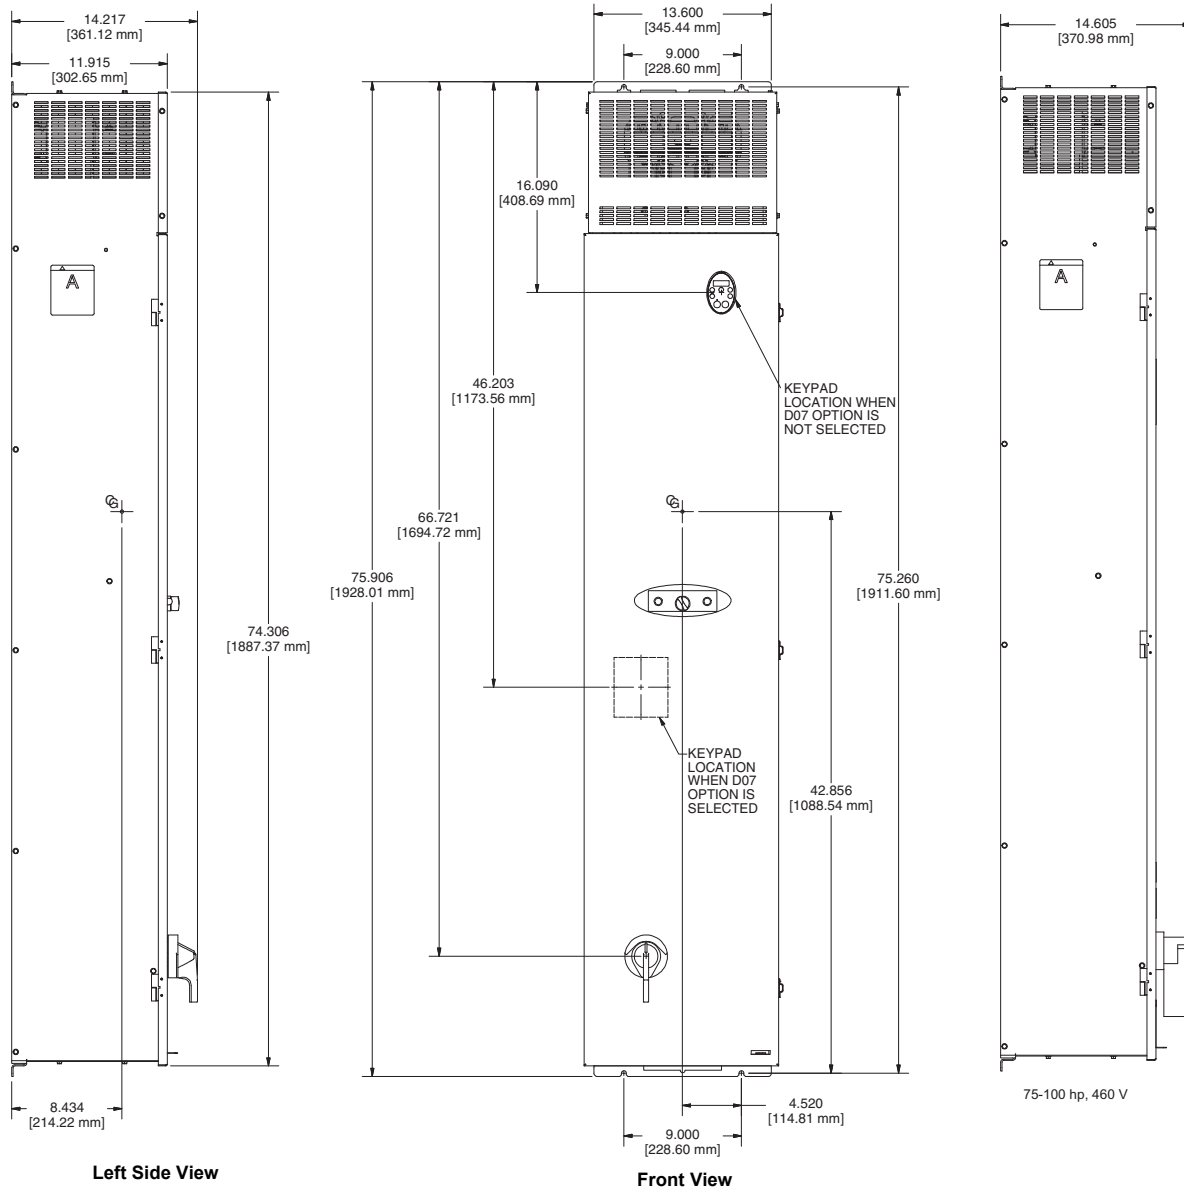 14.217
[361.12 mm]
11.915
[302.65 mm]
13.600
[345.44 mm]
9.000
[228.60 mm]
14.605
[370.98 mm]
16.090
[408.69 mm]
A
A
46.203
[1173.56 mm]
KEYPAD
LOCATION WHEN
D07 OPTION IS
NOT SELECTED
CG
CG
66.721
[1694.72 mm]
75.906
[1928.01 mm]
75.260
[1911.60 mm]
74.306
[1887.37 mm]
KEYPAD
LOCATION
WHEN D07
OPTION IS
SELECTED
42.856
[1088.54 mm]
8.434
[214.22 mm]
4.520
[114.81 mm]
9.000
[228.60 mm]
75-100 hp, 460 V
Left Side View
Front View